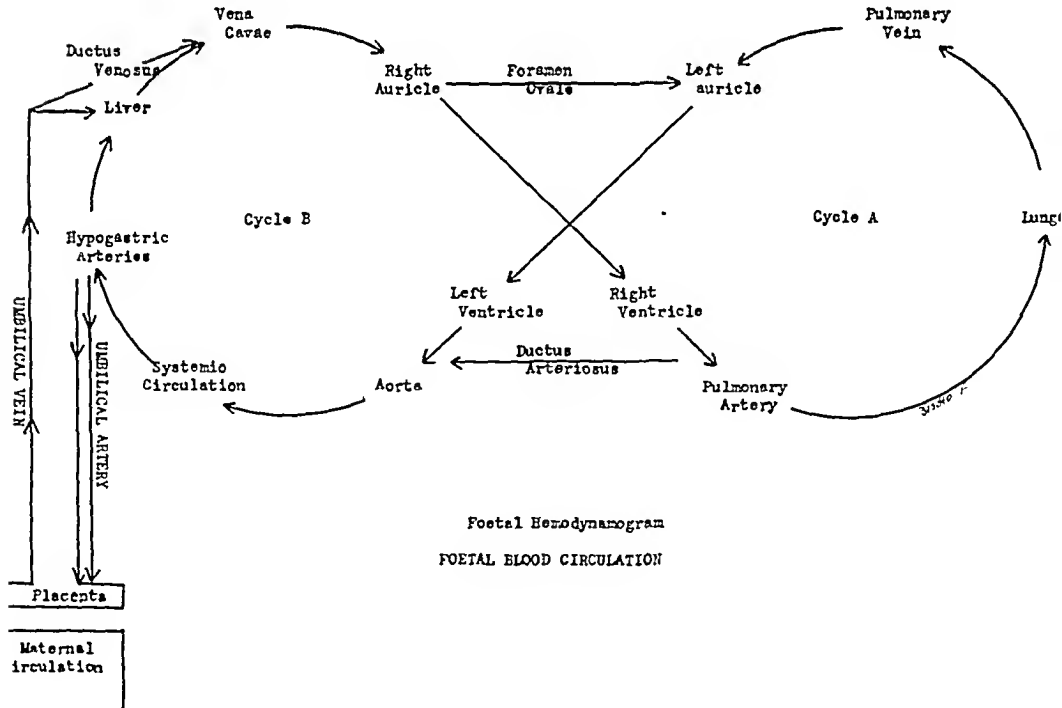 Vena
Cavae
Pulmonary
Vein
Ductus
Venosus
Right
Auricle
Foramen
Ovale
Left
auricle
Liver
Cycle B
Cycle A
Lung
Hypogastric
Arteries
Left
Ventricle
Right
Ventricle
UMBILICAL VEIN
UMBILICAL ARTERY
Systemic
Circulation
Aorta
Ductus
Arteriosus
Pulmonary
Artery
Foetal Hemodynamogram
FOETAL BLOOD CIRCULATION
Placenta
Maternal
irculation